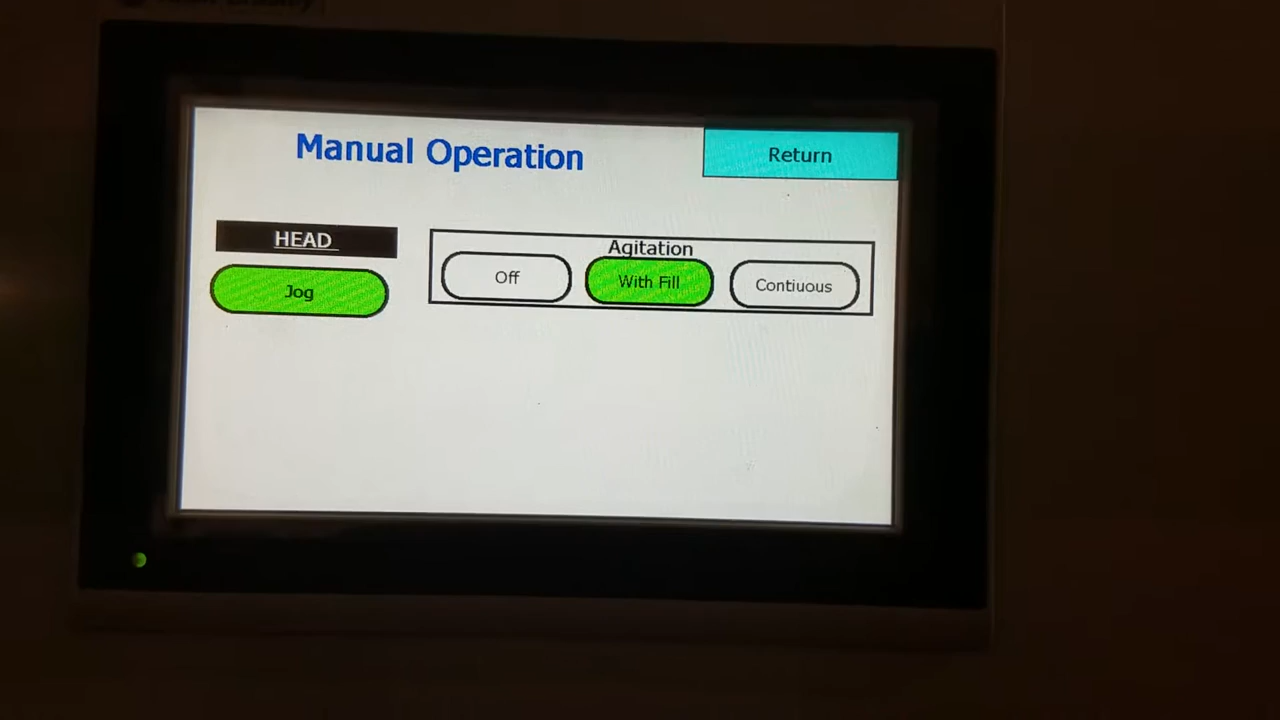 Manual Operation
Return
HEAD
Jog
Agitation
Off
With Fill
Contiuous